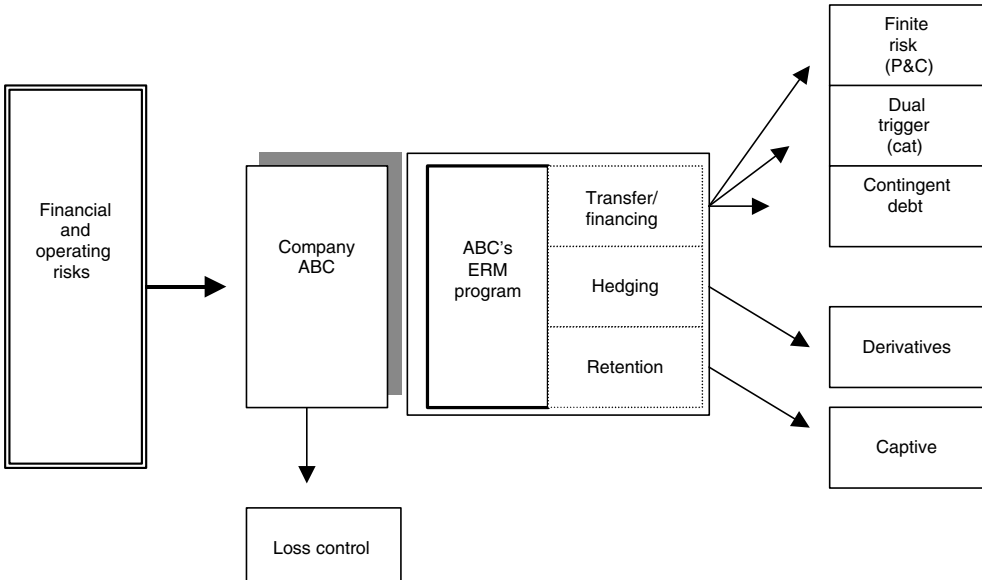 Financial
and
operating
risks
Company
ABC
Loss control
ABC’s
ERM
program
Transfer/
financing
Hedging
Retention
Finite
risk
(P&C)
Dual
trigger
(cat)
Contingent
debt
Derivatives
Captive